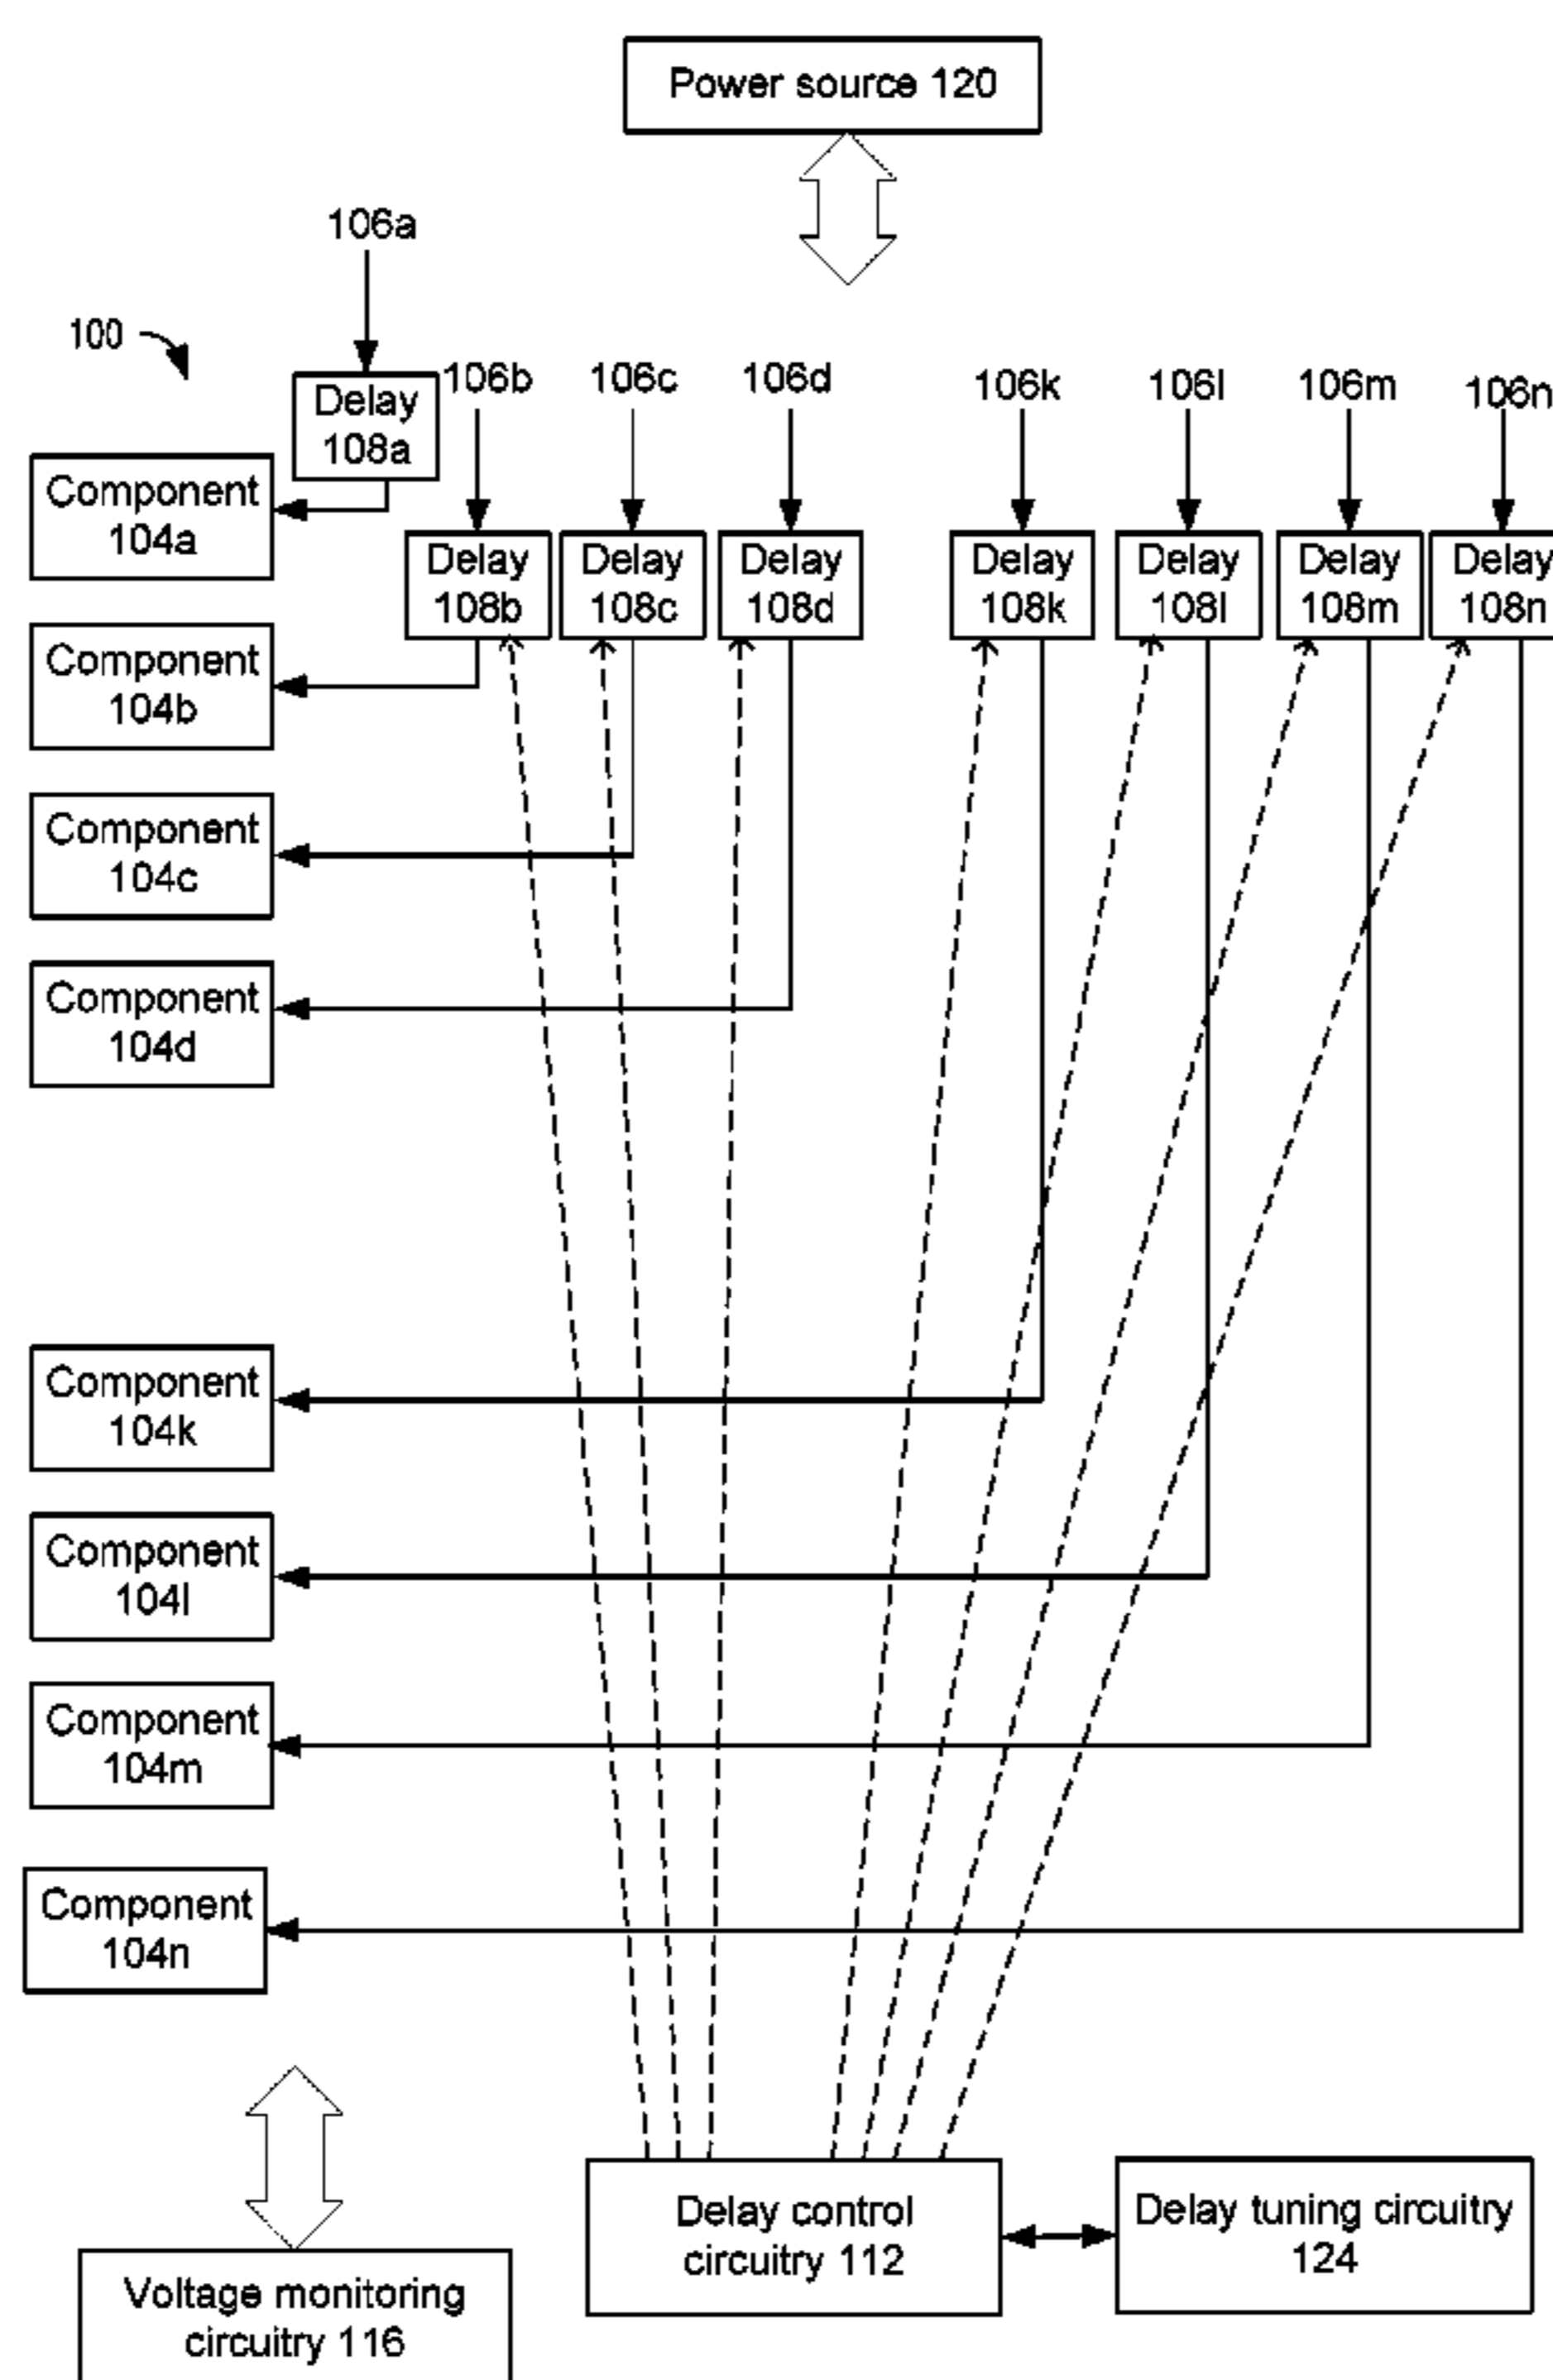 Power source 120
106a
100
Delay
108a
106b
106c
106d
106k
106l
106m
106n
Component
104a
Delay
108b
Delay
108c
Delay
108d
Delay
108k
Delay
108l
Delay
108m
Delay
108n
Component
104b
Component
104c
Component
104d
Component
104k
Component
104l
Component
104m
Component
104n
Delay control
circuitry 112
Delay tuning circuitry
124
Voltage monitoring
circuitry 116